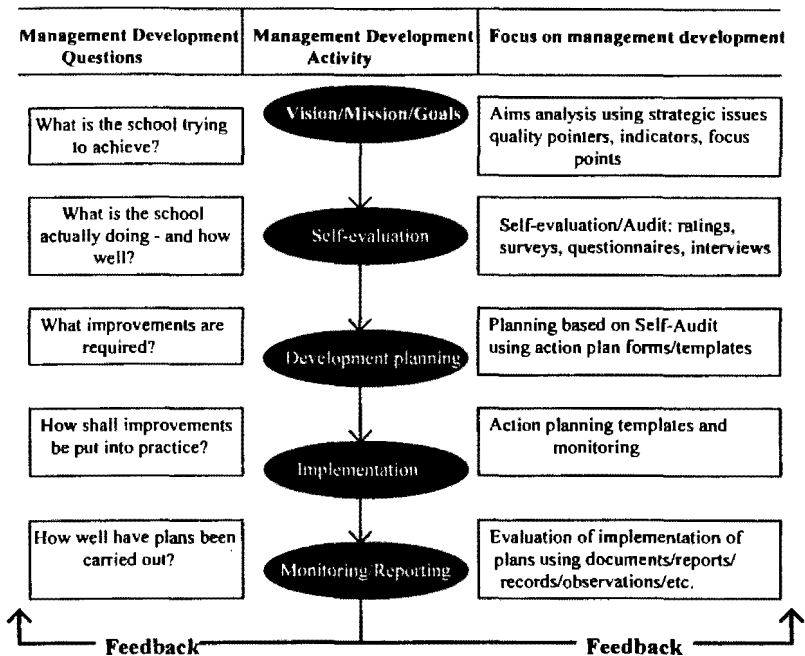 Management Development
Questions
Management Development
Activity
Focus on management development
What is the school trying
to achieve?
Vision/Mission/Goals
Aims analysis using strategic issues
quality pointers, indicators, focus
points
What is the school
actually doing - and how
well?
Self-evaluation
Self-evaluation/Audit: ratings,
surveys, questionnaires, interviews
What improvements are
required?
Development planning
Planning based on Self-Audit
using action plan forms/templates
How shall improvements
be put into practice?
Implementation
Action planning templates and
monitoring
How well have plans been
carried out?
Monitoring/Reporting
Evaluation of implementation of
plans using documents/reports/
records/observations/etc.
Feedback
Feedback